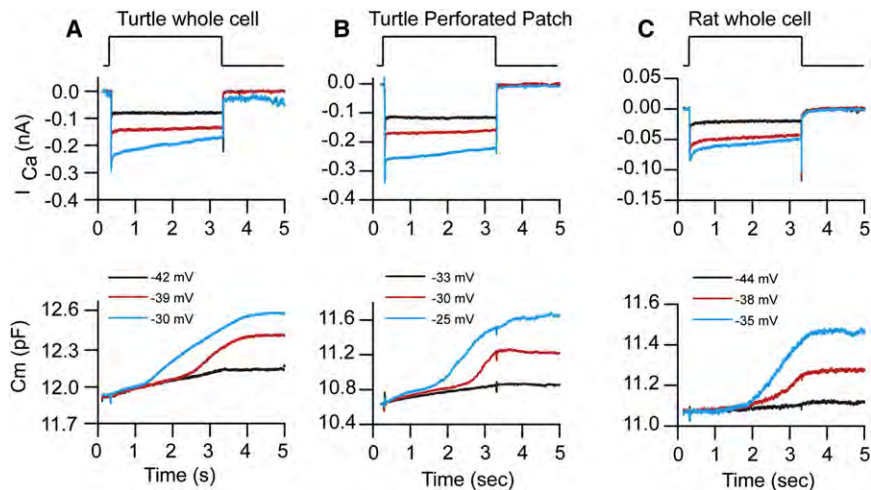 Turtle whole cell
Turtle Perforated Patch
Rat whole cell
A
B
C
I Ca (nA)
0.0
-0.1
-0.2
-0.3
-0.4
0 1 2 3 4 5
0.0
-0.1
-0.2
-0.3
-0.4
0 1 2 3 4 5
0.05
0.00
-0.05
-0.10
-0.15
0 1 2 3 4 5
Cm (pF)
12.6
12.3
12.0
11.7
-42 mV
-39 mV
-30 mV
0 1 2 3 4 5
Time (s)
11.6
11.2
10.8
10.4
-33 mV
-30 mV
-25 mV
0 1 2 3 4 5
Time (sec)
11.6
11.4
11.2
11.0
-44 mV
-38 mV
-35 mV
0 1 2 3 4 5
Time (sec)